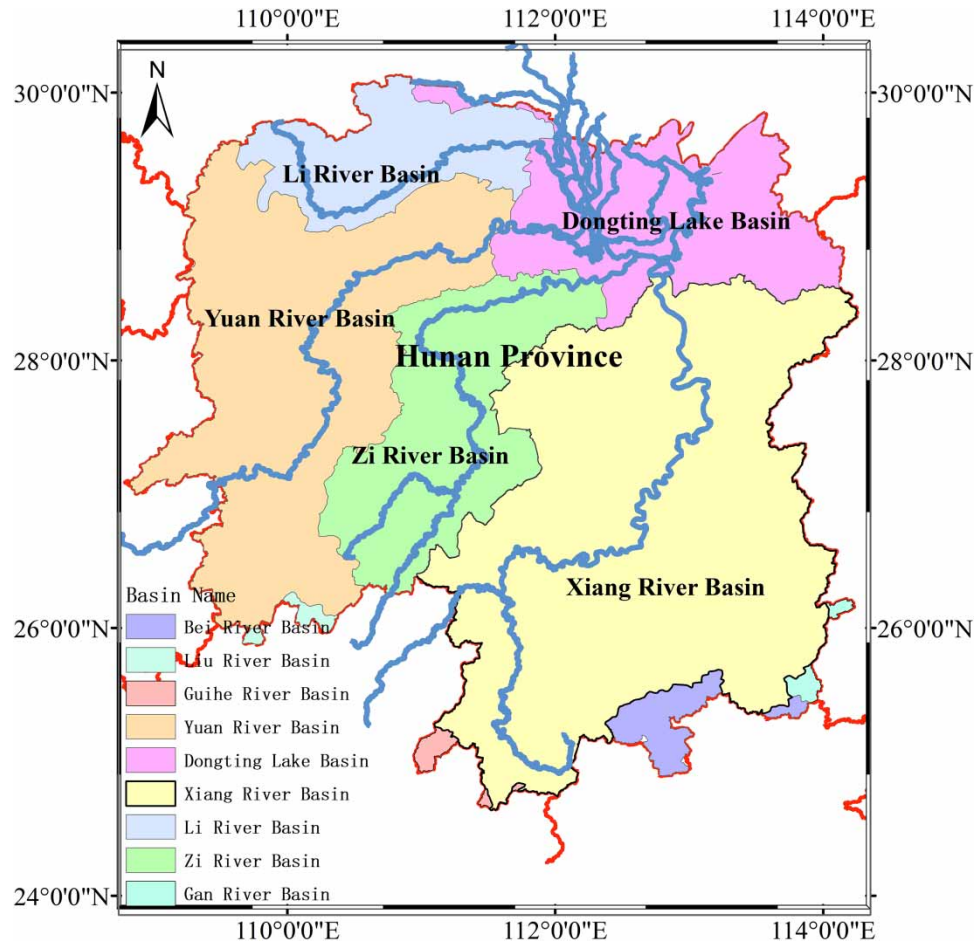 110°0'0"E 112°0'0"E 114°0'0"E
N
30°0'0"N 30°0'0"N
Li River Basin
Dongting Lake Basin
Yuan River Basin
28°0'0"N Hunan Province 28°0'0"N
Zi River Basin
Xiang River Basin
Basin Name
26°0'0"N 26°0'0"N
Bei River Basin
Liu River Basin
Guihe River Basin
Yuan River Basin
Dongting Lake Basin
Xiang River Basin
Li River Basin
Zi River Basin
Gan River Basin
24°0'0"N 24°0'0"N
110°0'0"E 112°0'0"E 114°0'0"E